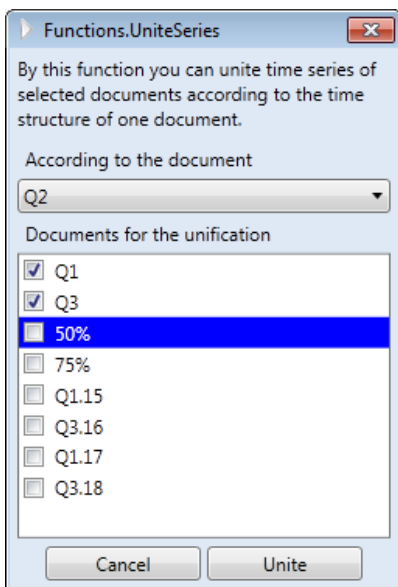 Functions.UniteSeries
By this function you can unite time series of
selected documents according to the time
structure of one document.
According to the document
Q2
Documents for the unification
Q1
Q3
50%
75%
Q1.15
Q3.16
Q1.17
Q3.18
Cancel Unite